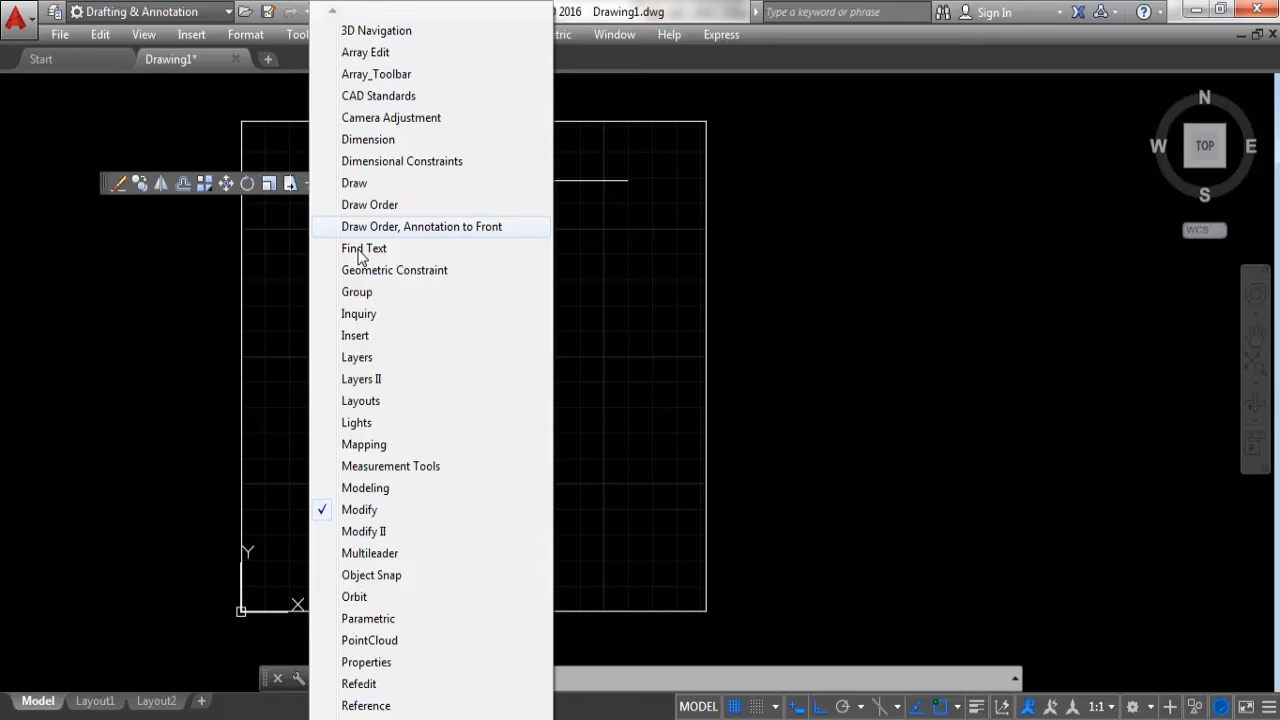 Drafting & Annotation
2016 Drawing1.dwg
Type a keyword or phrase
Sign In
File Edit View Insert Format Window Help Express
Start
Drawing1*
3D Navigation
Array Edit
Array_Toolbar
CAD Standards
Camera Adjustment
Dimension
Dimensional Constraints
Draw
Draw Order
Draw Order, Annotation to Front
Find Text
Geometric Constraint
Group
Inquiry
Insert
Layers
Layers II
Layouts
Lights
Mapping
Measurement Tools
Modeling
Modify
Modify II
Multileader
Object Snap
Orbit
Parametric
PointCloud
Properties
Refedit
Reference
N
W TOP E
S
WCS
Y
X
Model Layout1 Layout2
MODEL
1:1